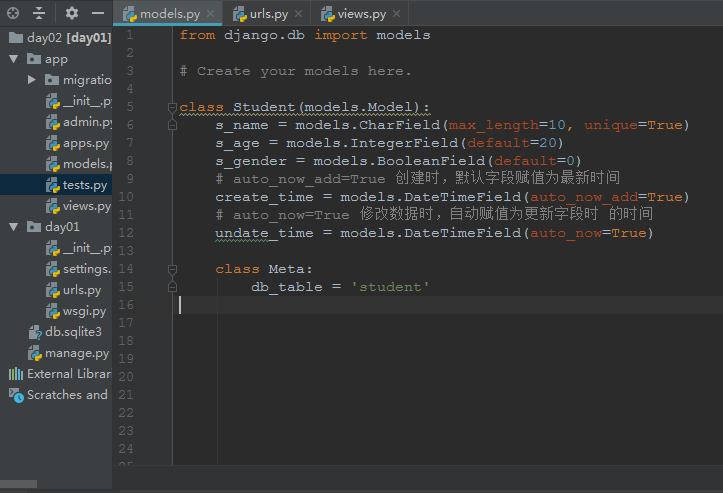 models.py
urls.py
views.py
day02 [day01]
app
migratio
__init__.py
admin.py
apps.py
models.p
tests.py
views.py
day01
__init__.py
settings.
urls.py
wsgi.py
db.sqlite3
manage.py
External Librar
Scratches and
1 from django.db import models
2
3 # Create your models here.
4
5 class Student(models.Model):
6 s_name = models.CharField(max_length=10, unique=True)
7 s_age = models.IntegerField(default=20)
8 s_gender = models.BooleanField(default=0)
9 # auto_now_add=True 创建时，默认字段赋值为最新时间
10 create_time = models.DateTimeField(auto_now_add=True)
11 # auto_now=True 修改数据时，自动赋值为更新字段时 的时间
12 undate_time = models.DateTimeField(auto_now=True)
13
14 class Meta:
15 db_table = 'student'
16
17
18
19
20
21
22
23
24